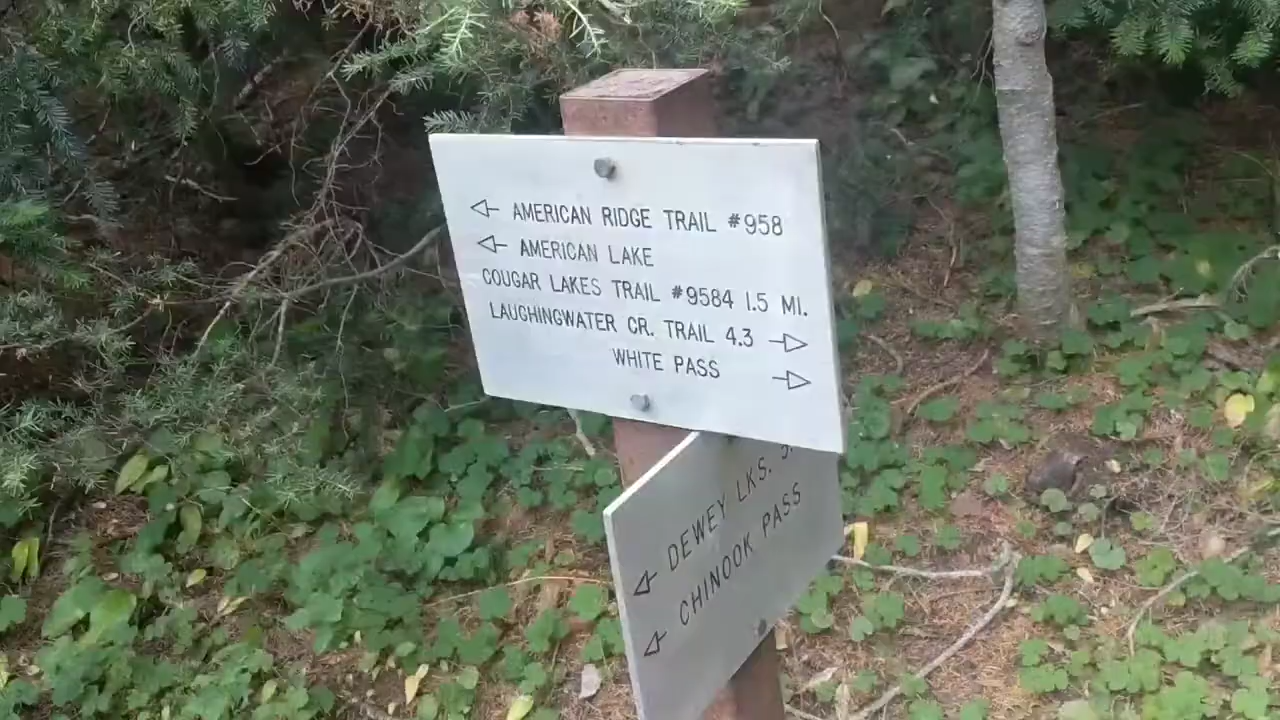 AMERICAN RIDGE TRAIL #958
AMERICAN LAKE
COUGAR LAKES TRAIL #9584 1.5 MI.
LAUGHINGWATER CR. TRAIL 4.3
WHITE PASS
DEWEY LKS.
CHINOOK PASS